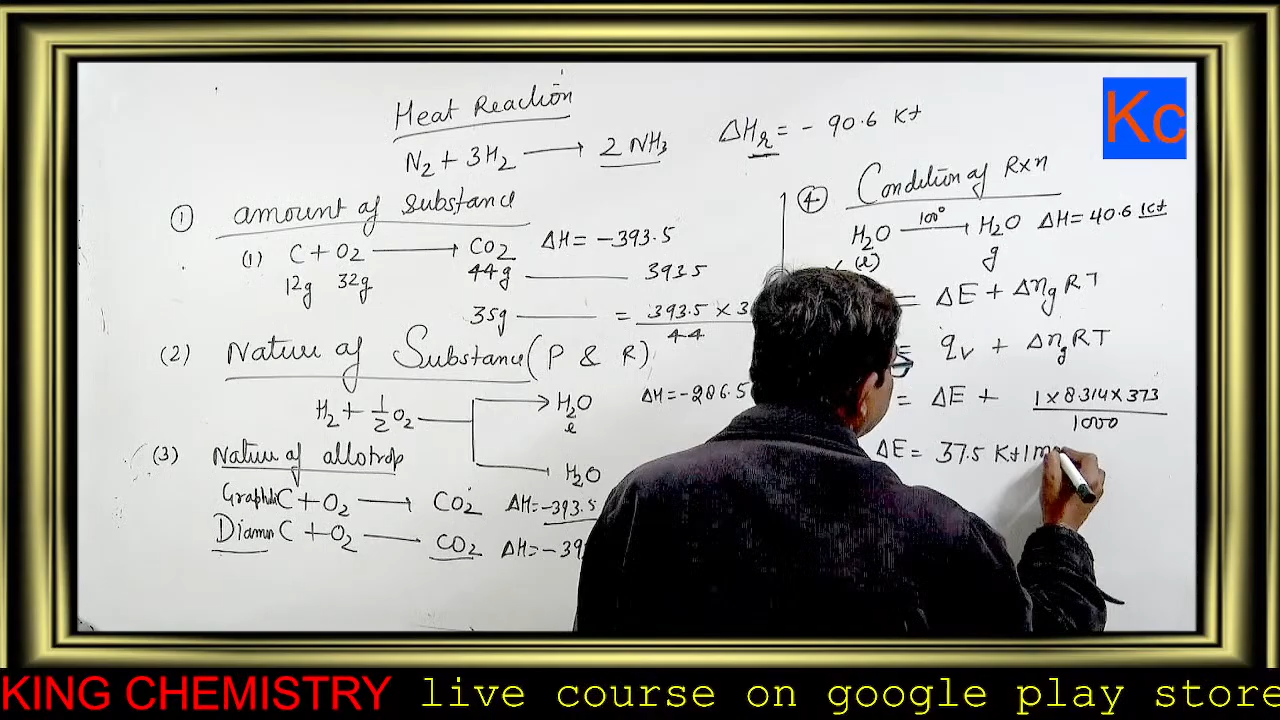 Kc
Heat Reaction
N2 + 3H2 ⟶ 2 NH3 ΔHr = - 90.6 KJ
① amount of substance
(1) C + O2 ⟶ CO2 ΔH = -393.5
12g 32g 44g — 393.5
35g — = 393.5 × 3
44
(2) Nature of Substance (P & R)
H2 + 1/2 O2 ⟶ H2O ΔH = -286.5
l
H2O
(3) Nature of allotrop
Graphite C + O2 ⟶ CO2 ΔH = -393.5
Diamon C + O2 ⟶ CO2 ΔH = -39
④ Condition of Rxn
H2O 100° ⟶ H2O ΔH = 40.6 KJ
(l) g
= ΔE + ΔngRT
= qv + ΔngRT
= ΔE + 1 × 8.314 × 373
1000
ΔE = 37.5 KJ/m
KING CHEMISTRY live course on google play store